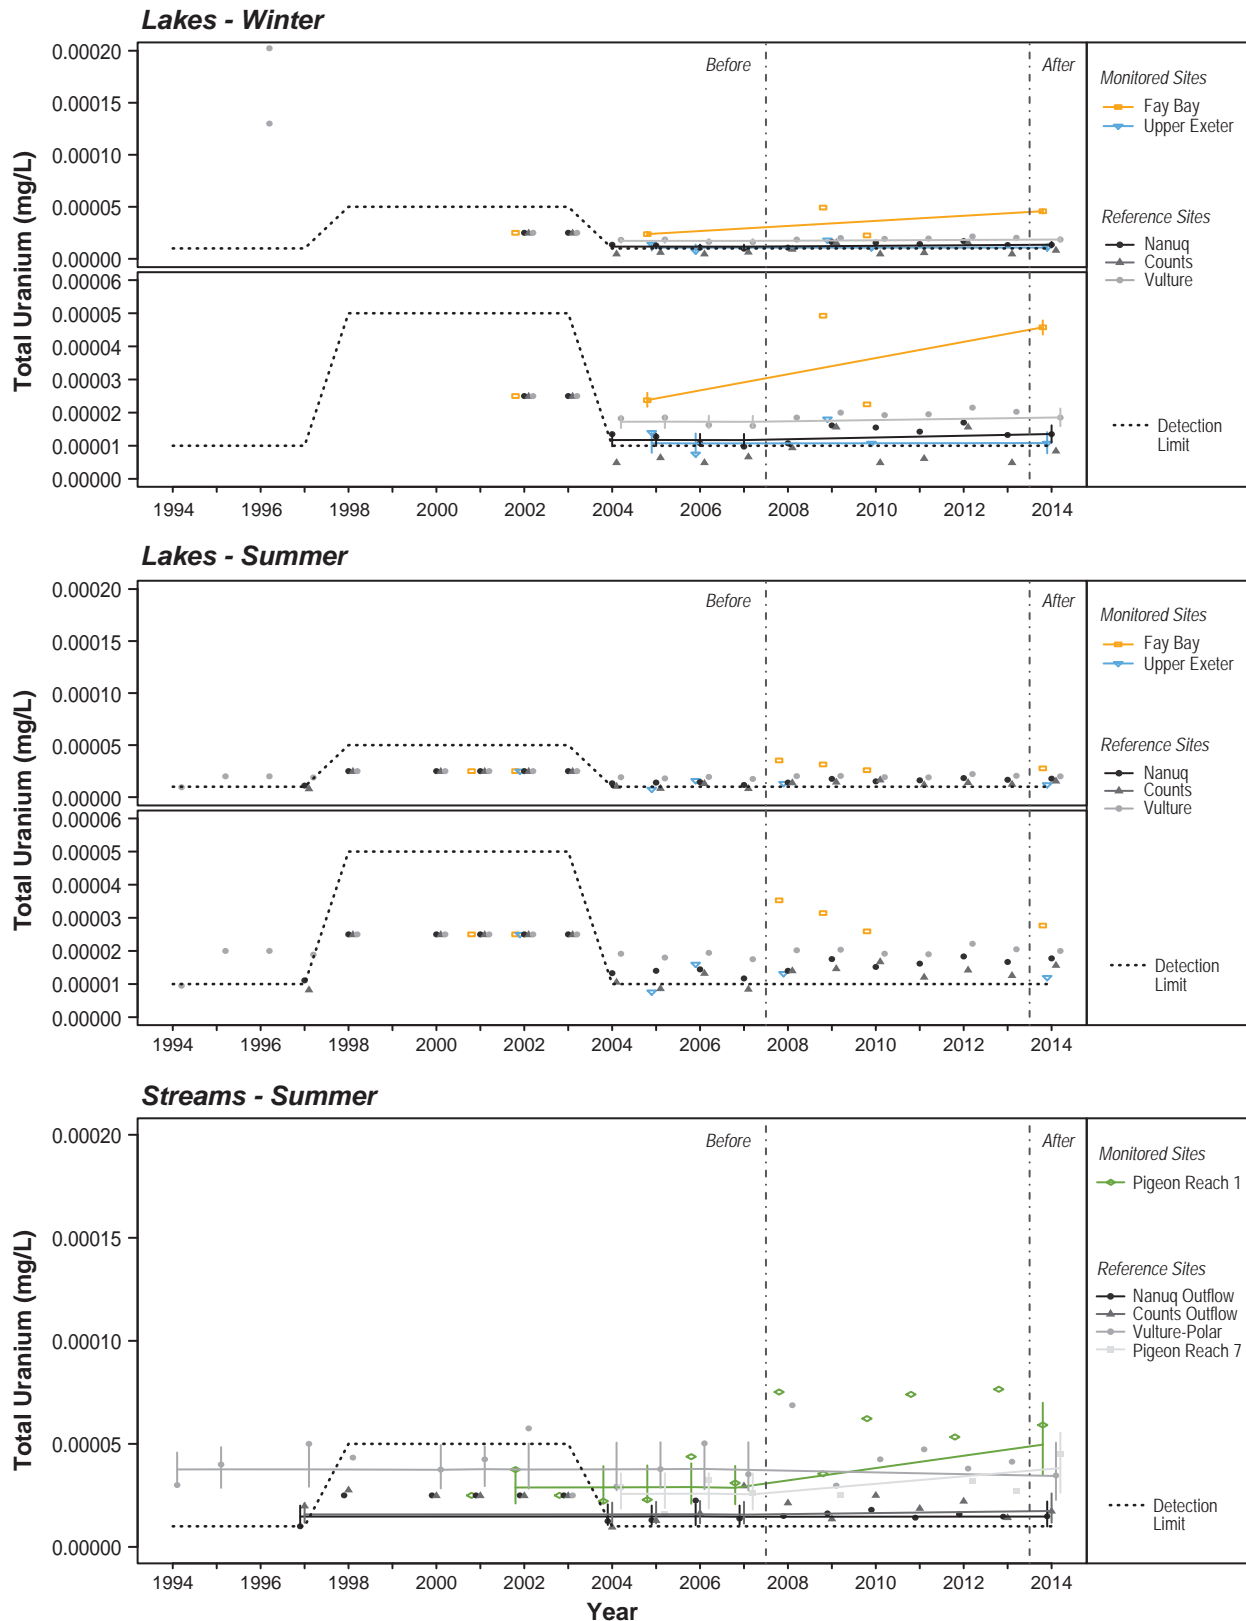 Lakes - Winter
Total Uranium (mg/L)
0.00020
0.00015
0.00010
0.00005
0.00000
Before
After
Monitored Sites
Fay Bay
Upper Exeter
Reference Sites
Nanuq
Counts
Vulture
Total Uranium (mg/L)
0.00006
0.00005
0.00004
0.00003
0.00002
0.00001
0.00000
Detection
Limit
1994 1996 1998 2000 2002 2004 2006 2008 2010 2012 2014
Lakes - Summer
Total Uranium (mg/L)
0.00020
0.00015
0.00010
0.00005
0.00000
Before
After
Monitored Sites
Fay Bay
Upper Exeter
Reference Sites
Nanuq
Counts
Vulture
Total Uranium (mg/L)
0.00006
0.00005
0.00004
0.00003
0.00002
0.00001
0.00000
Detection
Limit
1994 1996 1998 2000 2002 2004 2006 2008 2010 2012 2014
Streams - Summer
Total Uranium (mg/L)
0.00020
0.00015
0.00010
0.00005
0.00000
Before
After
Monitored Sites
Pigeon Reach 1
Reference Sites
Nanuq Outflow
Counts Outflow
Vulture-Polar
Pigeon Reach 7
Detection
Limit
1994 1996 1998 2000 2002 2004 2006 2008 2010 2012 2014
Year